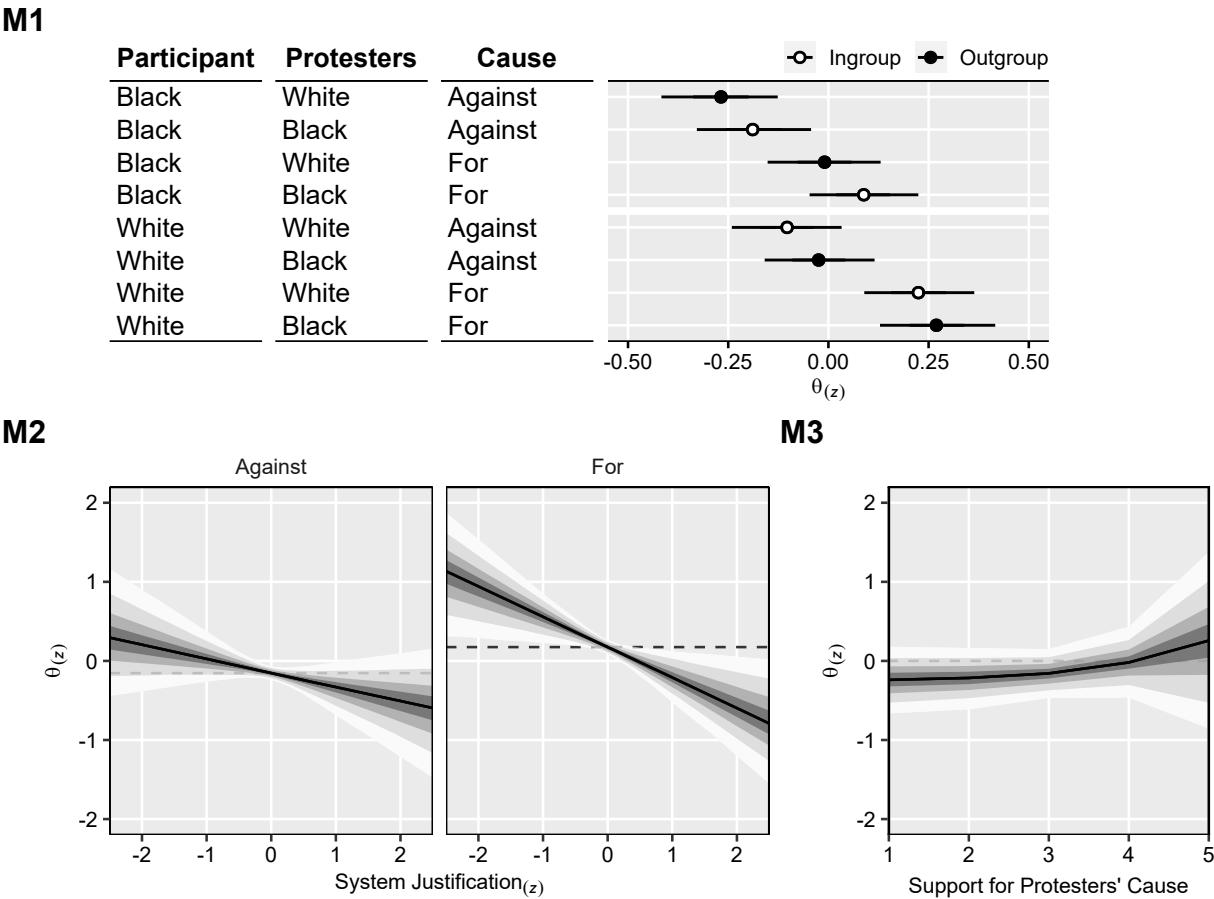 M1
Participant Protesters Cause
Ingroup Outgroup
Black White Against
Black Black Against
Black White For
Black Black For
White White Against
White Black Against
White White For
White Black For
-0.50 -0.25 0.00 0.25 0.50
θ(z)
M2
M3
Against
For
2
1
0
-1
-2
θ(z)
-2 -1 0 1 2
-2 -1 0 1 2
System Justification(z)
2
1
0
-1
-2
θ(z)
1 2 3 4 5
Support for Protesters' Cause